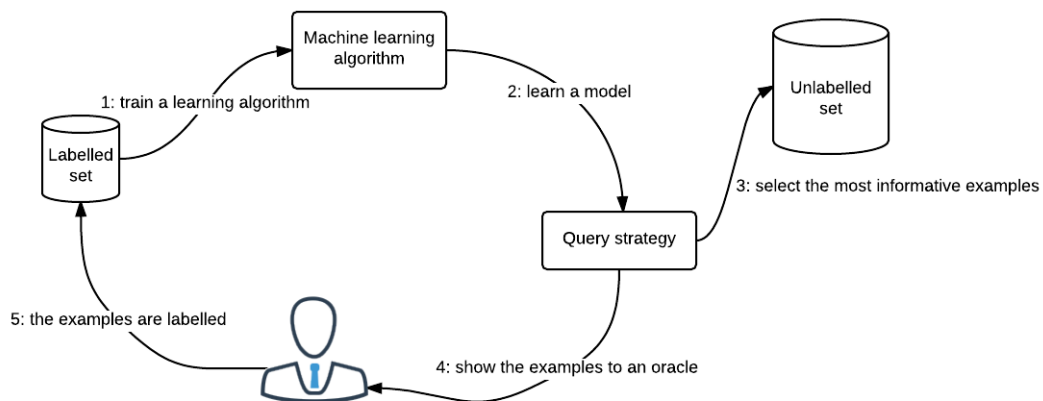 Machine learning
algorithm
Unlabelled
set
2: learn a model
1: train a learning algorithm
Labelled
set
3: select the most informative examples
Query strategy
5: the examples are labelled
4: show the examples to an oracle